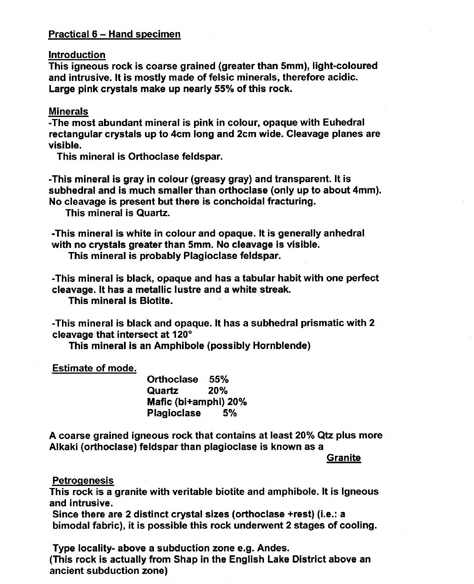 Practical 6 – Hand specimen
Introduction
This igneous rock is coarse grained (greater than 5mm), light-coloured
and intrusive. It is mostly made of felsic minerals, therefore acidic.
Large pink crystals make up nearly 55% of this rock.
Minerals
-The most abundant mineral is pink in colour, opaque with Euhedral
rectangular crystals up to 4cm long and 2cm wide. Cleavage planes are
visible.
This mineral is Orthoclase feldspar.
-This mineral is gray in colour (greasy gray) and transparent. It is
subhedral and is much smaller than orthoclase (only up to about 4mm).
No cleavage is present but there is conchoidal fracturing.
This mineral is Quartz.
-This mineral is white in colour and opaque. It is generally anhedral
with no crystals greater than 5mm. No cleavage is visible.
This mineral is probably Plagioclase feldspar.
-This mineral is black, opaque and has a tabular habit with one perfect
cleavage. It has a metallic lustre and a white streak.
This mineral is Biotite.
-This mineral is black and opaque. It has a subhedral prismatic with 2
cleavage that intersect at 120°
This mineral is an Amphibole (possibly Hornblende)
Estimate of mode.
Orthoclase 55%
Quartz 20%
Mafic (bi+amphi) 20%
Plagioclase 5%
A coarse grained igneous rock that contains at least 20% Qtz plus more
Alkaki (orthoclase) feldspar than plagioclase is known as a
Granite
Petrogenesis
This rock is a granite with veritable biotite and amphibole. It is Igneous
and intrusive.
Since there are 2 distinct crystal sizes (orthoclase +rest) (i.e.: a
bimodal fabric), it is possible this rock underwent 2 stages of cooling.
Type locality- above a subduction zone e.g. Andes.
(This rock is actually from Shap in the English Lake District above an
ancient subduction zone)